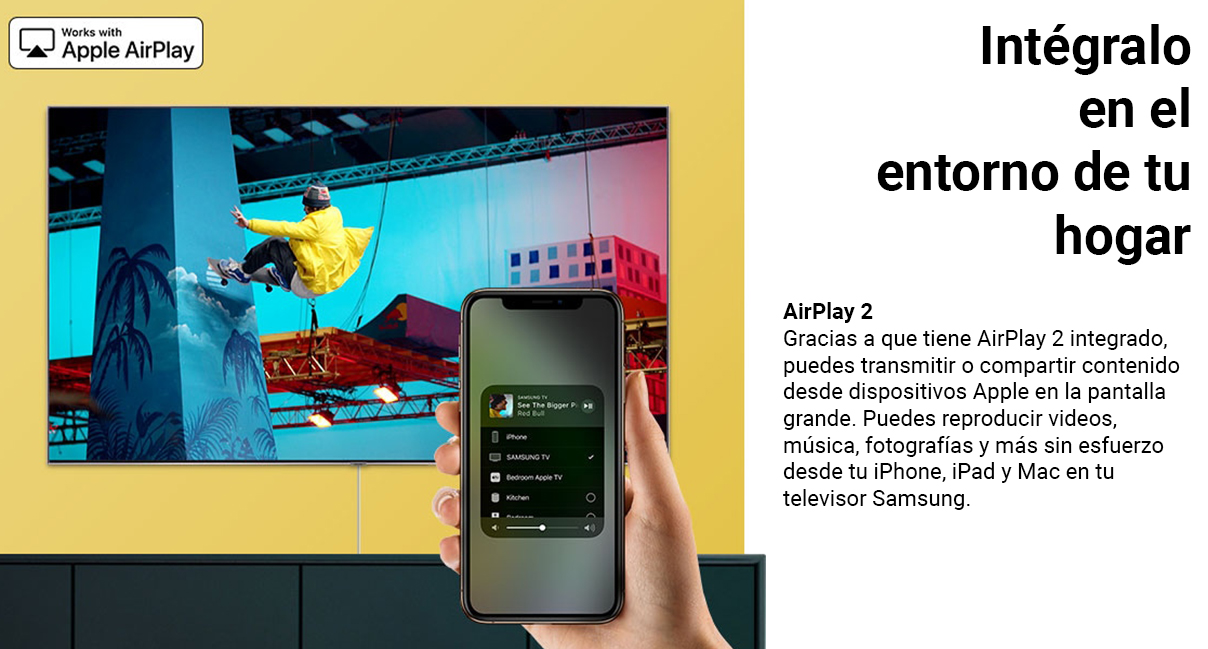 Works with
Apple AirPlay
Intégralo
en el
entorno de tu
hogar
AirPlay 2
Gracias a que tiene AirPlay 2 integrado,
puedes transmitir o compartir contenido
desde dispositivos Apple en la pantalla
grande. Puedes reproducir videos,
música, fotografías y más sin esfuerzo
desde tu iPhone, iPad y Mac en tu
televisor Samsung.
SAMSUNG TV
See The Bigger
Red Bull
iPhone
SAMSUNG TV
Bedroom Apple TV
Kitchen